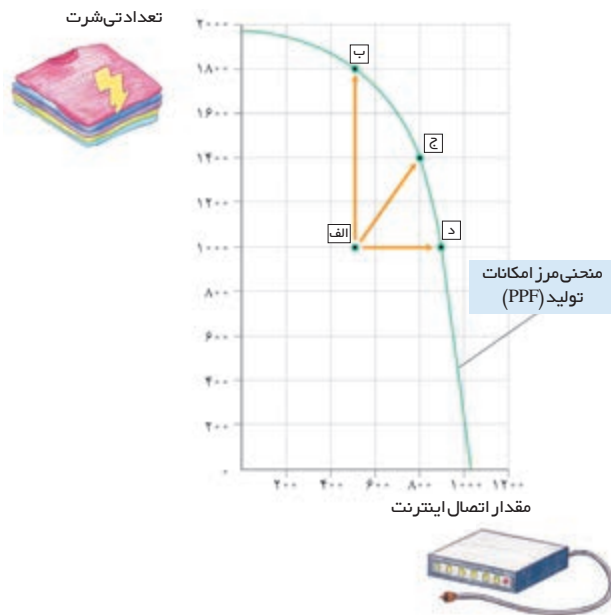 تعداد تی‌شرت
۲۰۰۰
۱۸۰۰
۱۶۰۰
۱۴۰۰
۱۲۰۰
۱۰۰۰
۸۰۰
۶۰۰
۴۰۰
۲۰۰
۰
ب
ج
الف
د
منحنی مرز امکانات
تولید (PPF)
۲۰۰ ۴۰۰ ۶۰۰ ۸۰۰ ۱۰۰۰ ۱۲۰۰
مقدار اتصال اینترنت